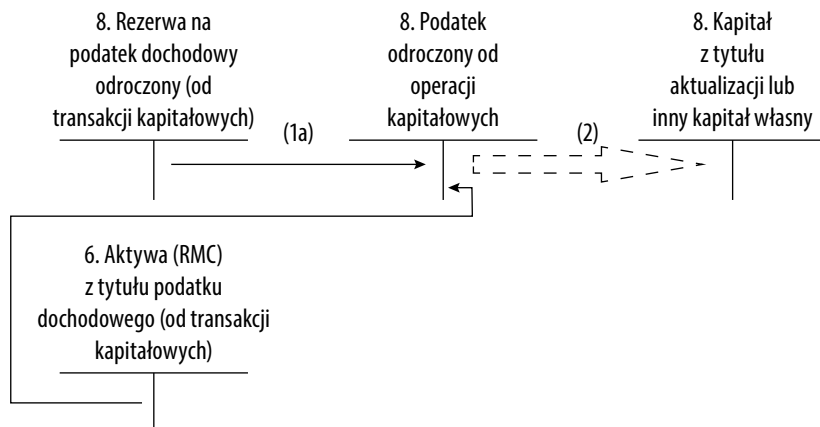 8. Rezerwa na
podatek dochodowy
odroczony (od
transakcji kapitałowych)
8. Podatek
odroczony od
operacji
kapitałowych
8. Kapitał
z tytułu
aktualizacji lub
inny kapitał własny
(1a)
(2)
6. Aktywa (RMC)
z tytułu podatku
dochodowego (od transakcji
kapitałowych)